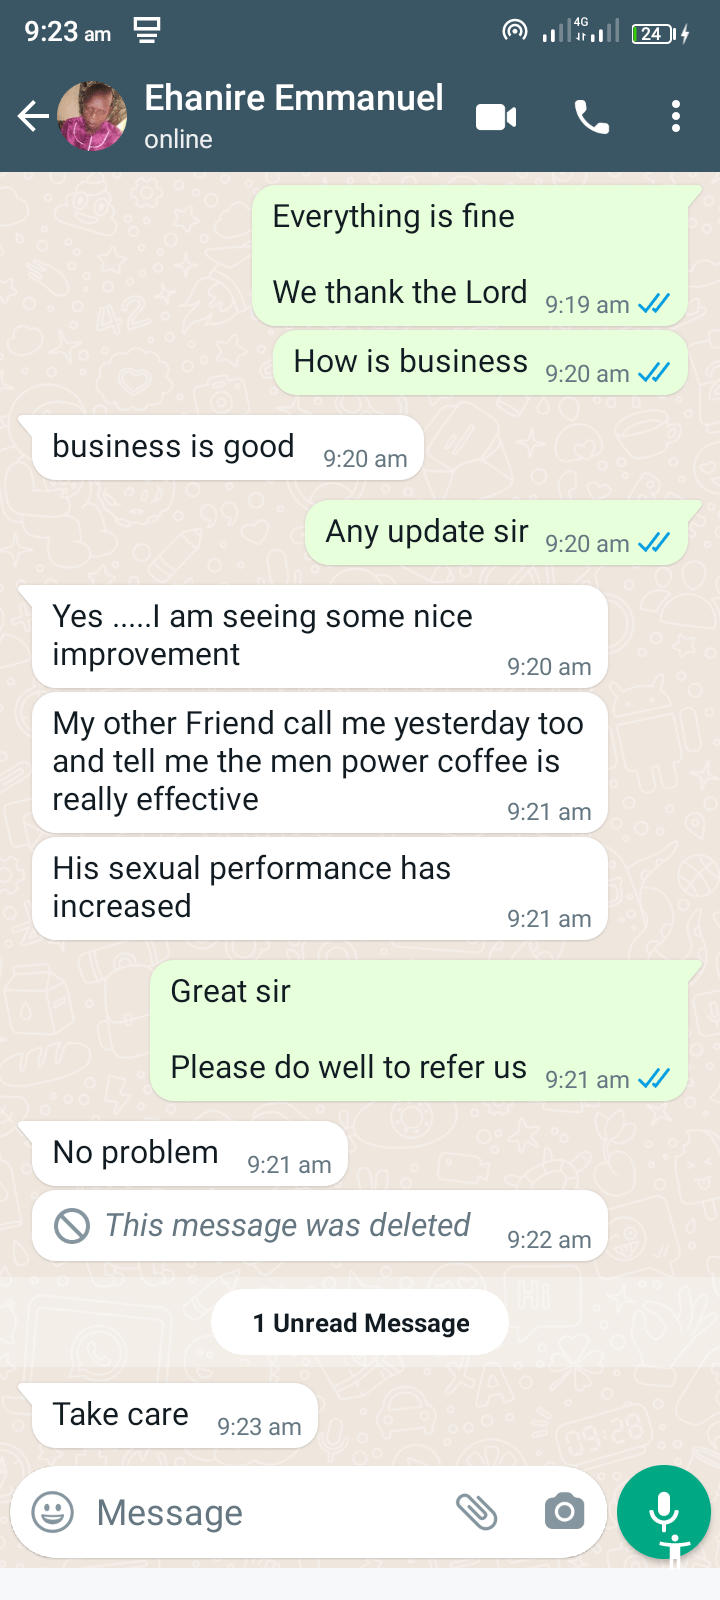 9:23 am
4G
24
Ehanire Emmanuel
online
Everything is fine
We thank the Lord 9:19 am
How is business 9:20 am
business is good 9:20 am
Any update sir 9:20 am
Yes .....I am seeing some nice
improvement 9:20 am
My other Friend call me yesterday too
and tell me the men power coffee is
really effective 9:21 am
His sexual performance has
increased 9:21 am
Great sir
Please do well to refer us 9:21 am
No problem 9:21 am
This message was deleted 9:22 am
1 Unread Message
Take care 9:23 am
Message